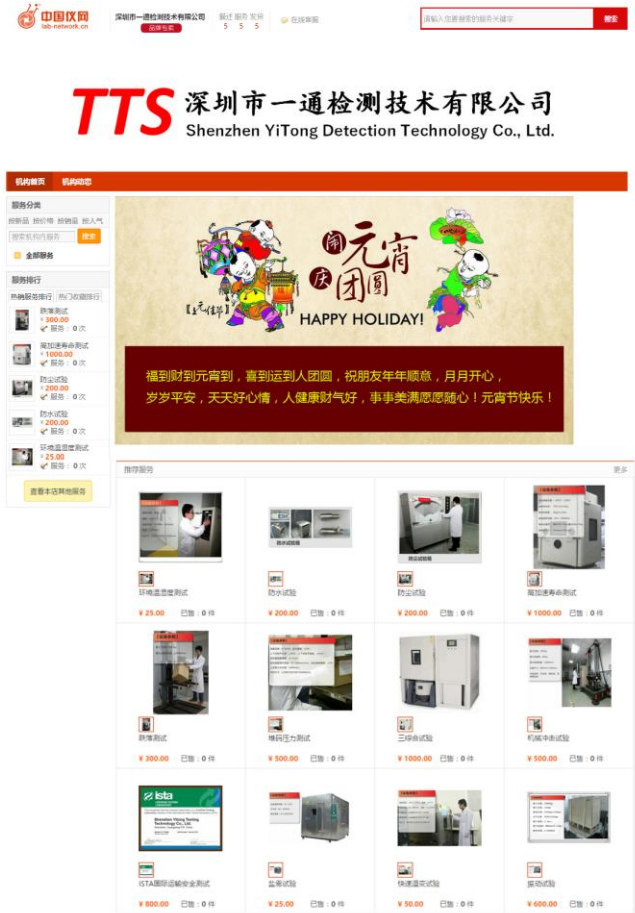 中国仪网
lab-network.cn
深圳市一通检测技术有限公司
品牌专卖
描述 服务 发货
5 5 5
在线客服
请输入您要搜索的服务关键字
搜索
TTS 深圳市一通检测技术有限公司
Shenzhen YiTong Detection Technology Co., Ltd.
机构首页 机构动态
服务分类
按新品 按价格 按销量 按人气
搜索机构内服务 搜索
全部服务
服务排行
热销服务排行 热门收藏排行
跌落测试
¥ 300.00
服务：0 次
高加速寿命测试
¥ 1000.00
服务：0 次
防尘试验
¥ 200.00
服务：0 次
防水试验
¥ 200.00
服务：0 次
环境温湿度测试
¥ 25.00
服务：0 次
查看本店其他服务
闹元宵
庆团圆
HAPPY HOLIDAY!
福到财到元宵到，喜到运到人团圆，祝朋友年年顺意，月月开心，
岁岁平安，天天好心情，人健康财气好，事事美满愿愿随心！元宵节快乐！
推荐服务 更多
防水试验箱
防尘试验箱
环境温湿度测试
¥ 25.00 已售：0 件
防水试验
¥ 200.00 已售：0 件
防尘试验
¥ 200.00 已售：0 件
高加速寿命测试
¥ 1000.00 已售：0 件
跌落测试
¥ 300.00 已售：0 件
堆码压力测试
¥ 500.00 已售：0 件
三综合试验
¥ 1000.00 已售：0 件
机械冲击试验
¥ 500.00 已售：0 件
ista
Shenzhen Yitong Testing
Technology Co., Ltd.
ISTA国际运输安全测试
¥ 800.00 已售：0 件
盐雾试验
¥ 25.00 已售：0 件
快速温变试验
¥ 50.00 已售：0 件
振动试验
¥ 600.00 已售：0 件